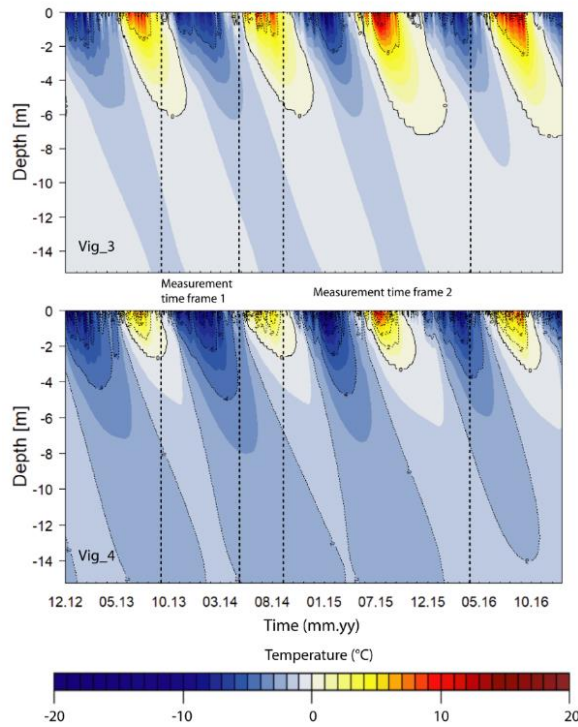 0
-2
-4
-6
-8
-10
-12
-14
Depth [m]
Vig_3
Measurement
time frame 1
Measurement time frame 2
0
-2
-4
-6
-8
-10
-12
-14
Depth [m]
Vig_4
12.12 05.13 10.13 03.14 08.14 01.15 07.15 12.15 05.16 10.16
Time (mm.yy)
Temperature (°C)
-20 -10 0 10 20